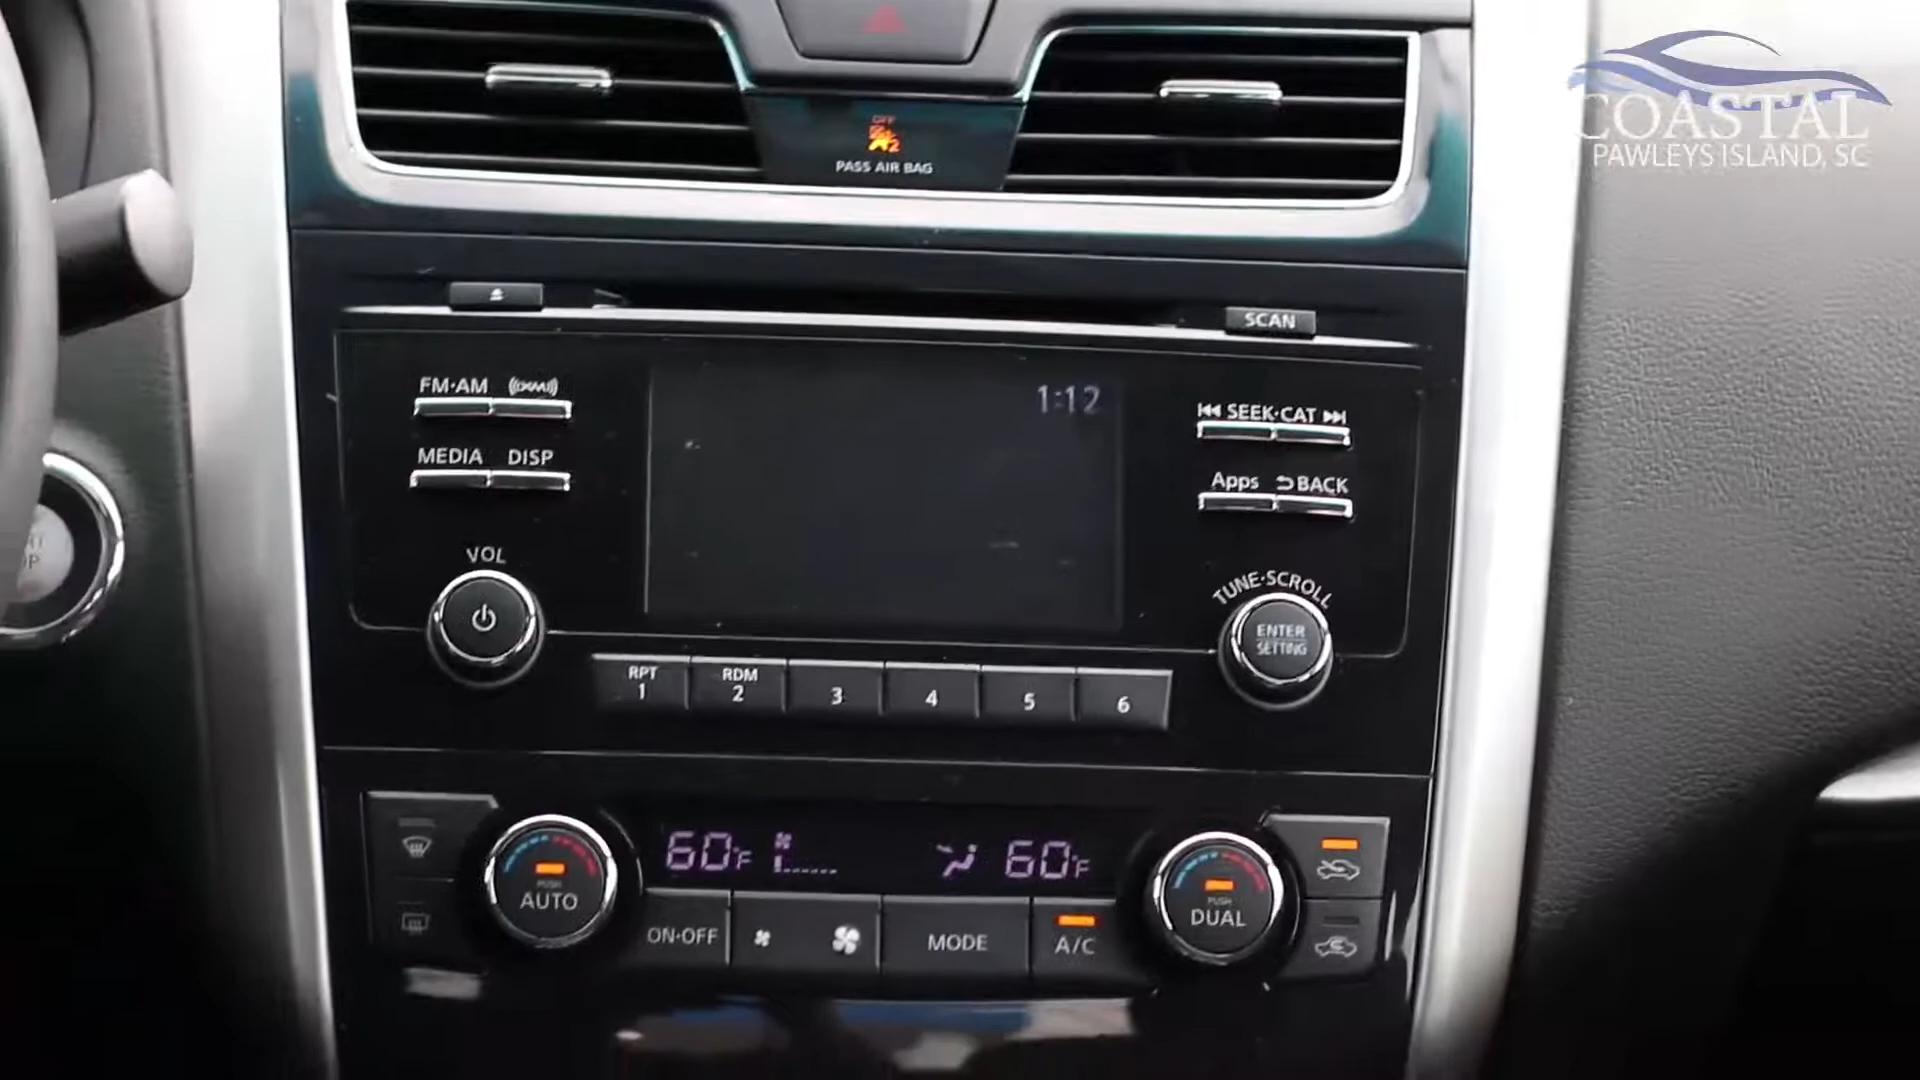 COASTAL
PAWLEYS ISLAND, SC
OFF
2
PASS AIR BAG
SCAN
FM·AM (((XM)))
SEEK·CAT
MEDIA DISP
Apps BACK
1:12
VOL
TUNE·SCROLL
ENTER
SETTING
RPT
1
RDM
2
3
4
5
6
60°F
60°F
PUSH
AUTO
PUSH
DUAL
ON·OFF
MODE
A/C